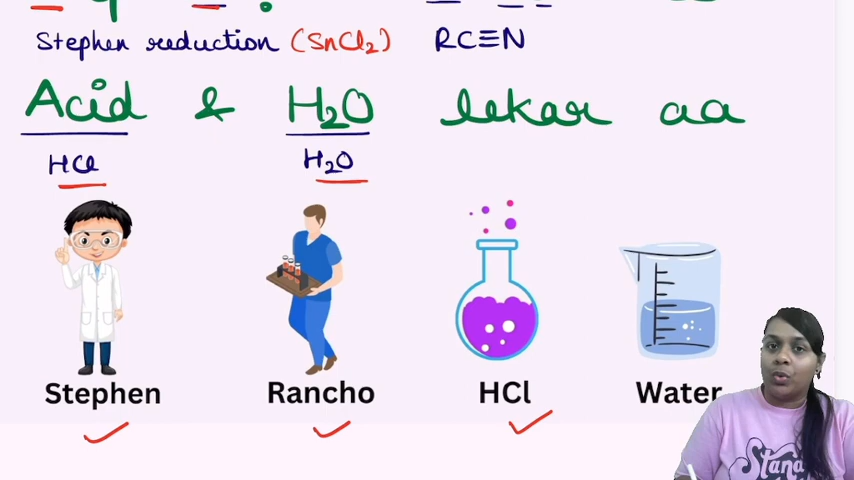 Stephen reduction (SnCl2) RC≡N
Acid & H2O lekar aa
HCl H2O
Stephen Rancho HCl Water